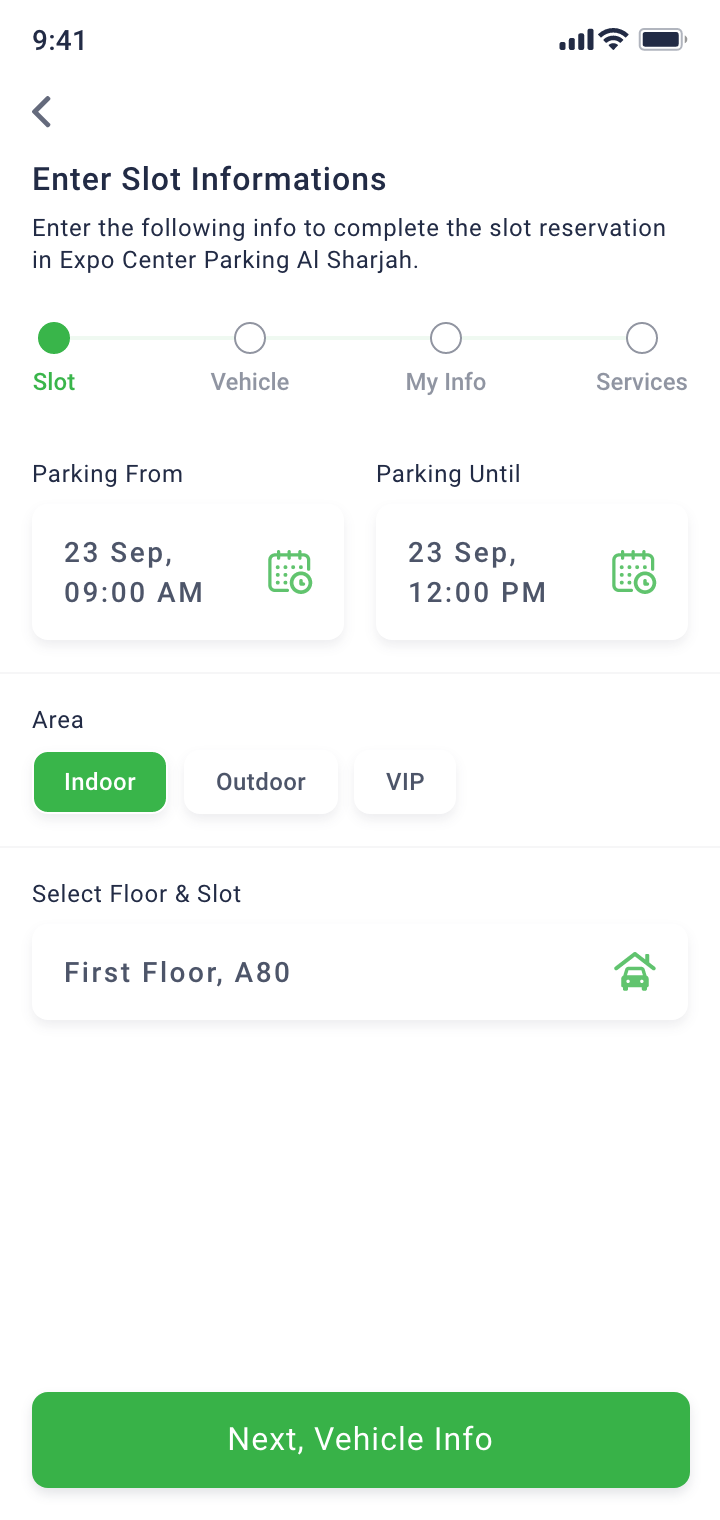 9:41
Enter Slot Informations
Enter the following info to complete the slot reservation
in Expo Center Parking Al Sharjah.
Slot
Vehicle
My Info
Services
Parking From
Parking Until
23 Sep,
09:00 AM
23 Sep,
12:00 PM
Area
Indoor
Outdoor
VIP
Select Floor & Slot
First Floor, A80
Next, Vehicle Info